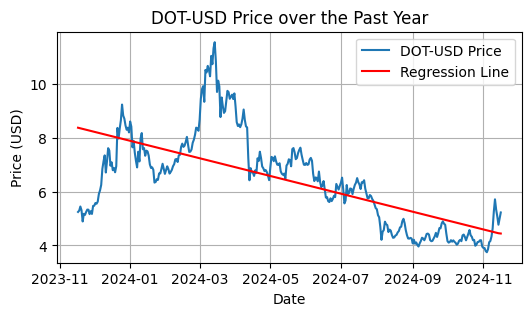 DOT-USD Price over the Past Year
DOT-USD Price
Regression Line
Price (USD)
10
8
6
4
2023-11
2024-01
2024-03
2024-05
2024-07
2024-09
2024-11
Date